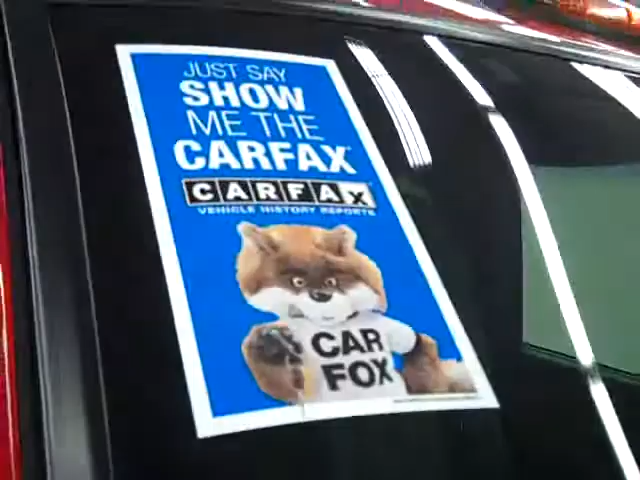 JUST SAY
SHOW
ME THE
CARFAX
CARFAX
VEHICLE HISTORY REPORTS
CAR
FOX